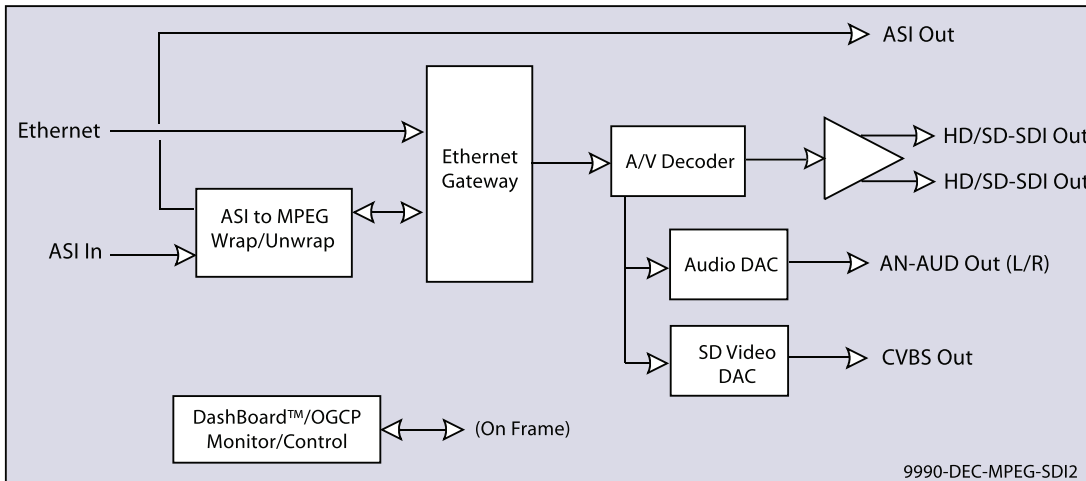 ASI Out
Ethernet
Ethernet
Gateway
A/V Decoder
HD/SD-SDI Out
HD/SD-SDI Out
ASI to MPEG
Wrap/Unwrap
ASI In
Audio DAC
AN-AUD Out (L/R)
SD Video
DAC
CVBS Out
DashBoard™/OGCP
Monitor/Control
(On Frame)
9990-DEC-MPEG-SDI2